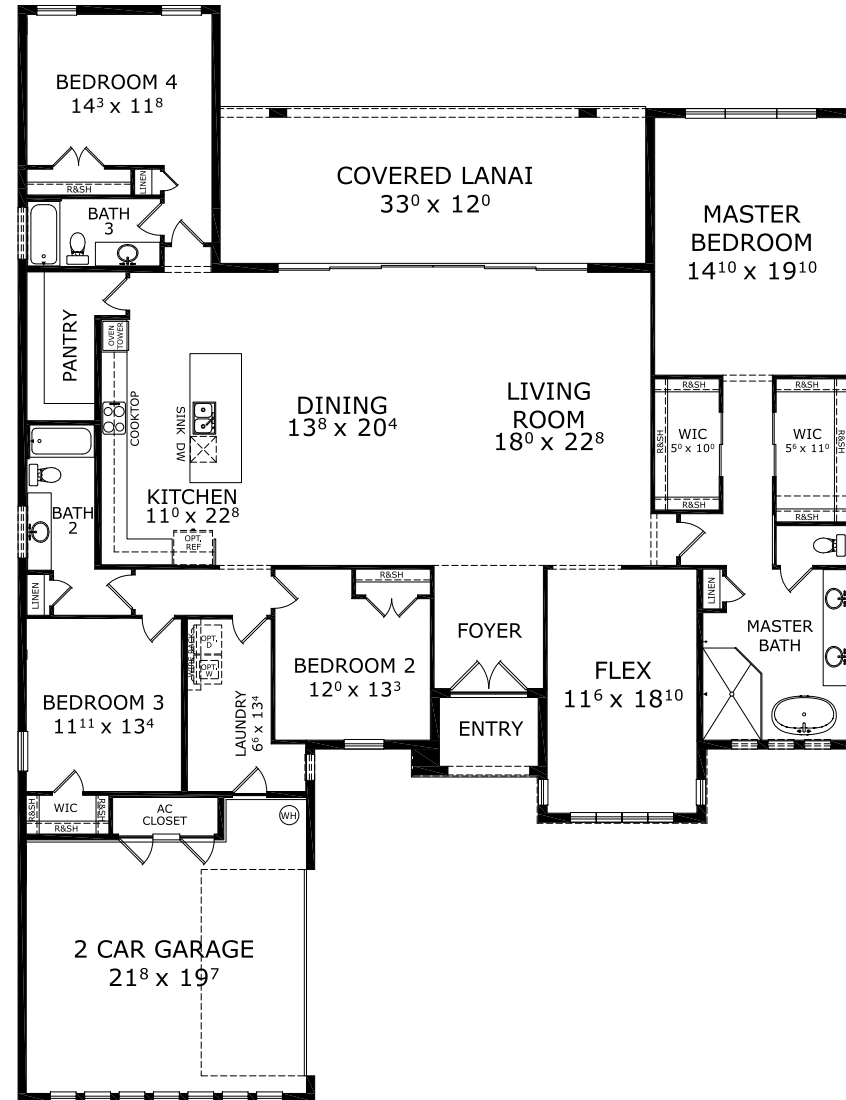 BEDROOM 4
14³ x 11⁸
R&SH
LINEN
BATH
3
COVERED LANAI
33⁰ x 12⁰
MASTER
BEDROOM
14¹⁰ x 19¹⁰
PANTRY
OVEN
TOWER
COOKTOP
SINK DW
KITCHEN
11⁰ x 22⁸
OPT.
REF
DINING
13⁸ x 20⁴
LIVING
ROOM
18⁰ x 22⁸
R&SH
R&SH
WIC
5⁰ x 10⁰
R&SH
R&SH
WIC
5⁶ x 11⁰
R&SH
R&SH
BATH
2
LINEN
LINEN
MASTER
BATH
R&SH
BEDROOM 2
12⁰ x 13³
FOYER
ENTRY
FLEX
11⁶ x 18¹⁰
OPT.
D
OPT.
W
LAUNDRY
6⁶ x 13⁴
BEDROOM 3
11¹¹ x 13⁴
R&SH
WIC
R&SH
R&SH
AC
CLOSET
WH
2 CAR GARAGE
21⁸ x 19⁷